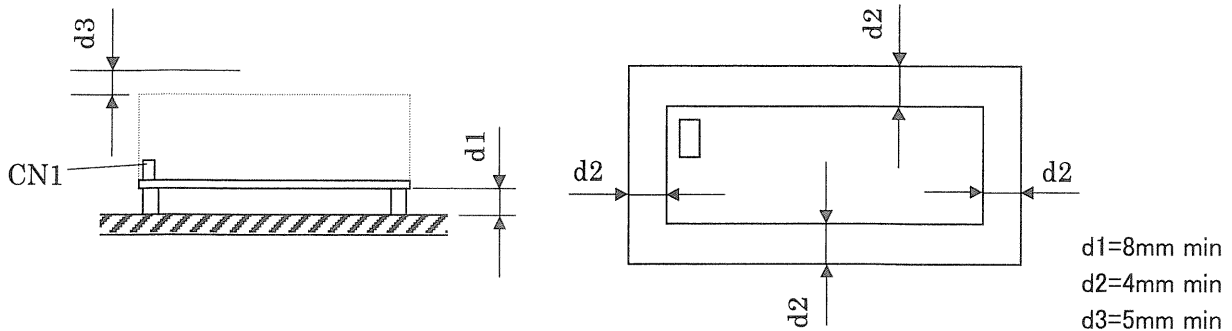 d3
CN1
d1
d2
d2
d2
d2
d1=8mm min
d2=4mm min
d3=5mm min